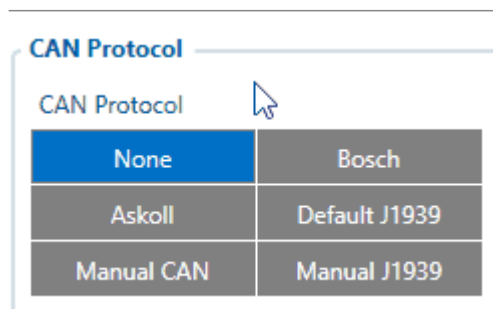 CAN Protocol
CAN Protocol
None Bosch
Askoll Default J1939
Manual CAN Manual J1939